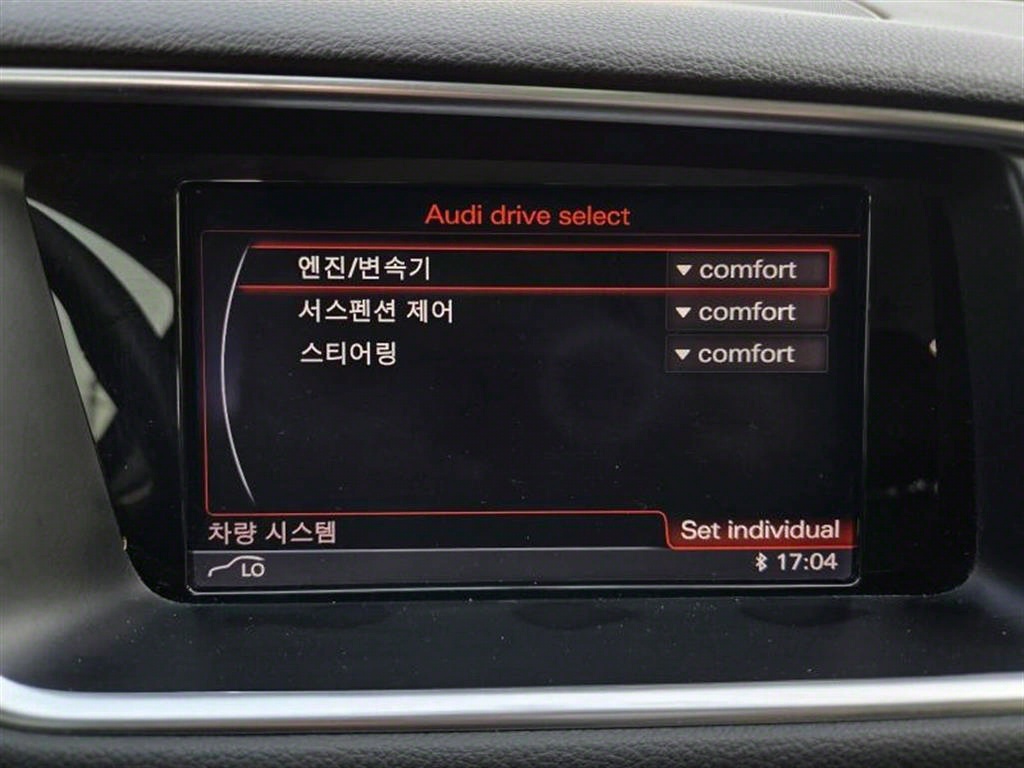 Audi drive select
엔진/변속기 ▼ comfort
서스펜션 제어 ▼ comfort
스티어링 ▼ comfort
차량 시스템 Set individual
LO 17:04